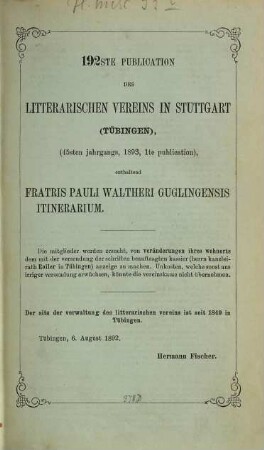 192STE PUBLICATION
DES
LITTERARISCHEN VEREINS IN STUTTGART
(TÜBINGEN),
(45sten jahrgangs, 1893, 1te publication),
enthaltend
FRATRIS PAULI WALTHERI GUGLINGENSIS
ITINERARIUM.
Die mitglieder werden ersucht, von veränderungen ihres wohnorts
dem mit der versendung der schriften beauftragten kassier (herrn kanzlei-
rath Roller in Tübingen) anzeige zu machen. Unkosten, welche sonst aus
irriger versendung erwachsen, könnte die vereinskasse nicht übernehmen.
Der sitz der verwaltung des litterarischen vereins ist seit 1849 in
Tübingen.
Tübingen, 6. August 1892.
Hermann Fischer.